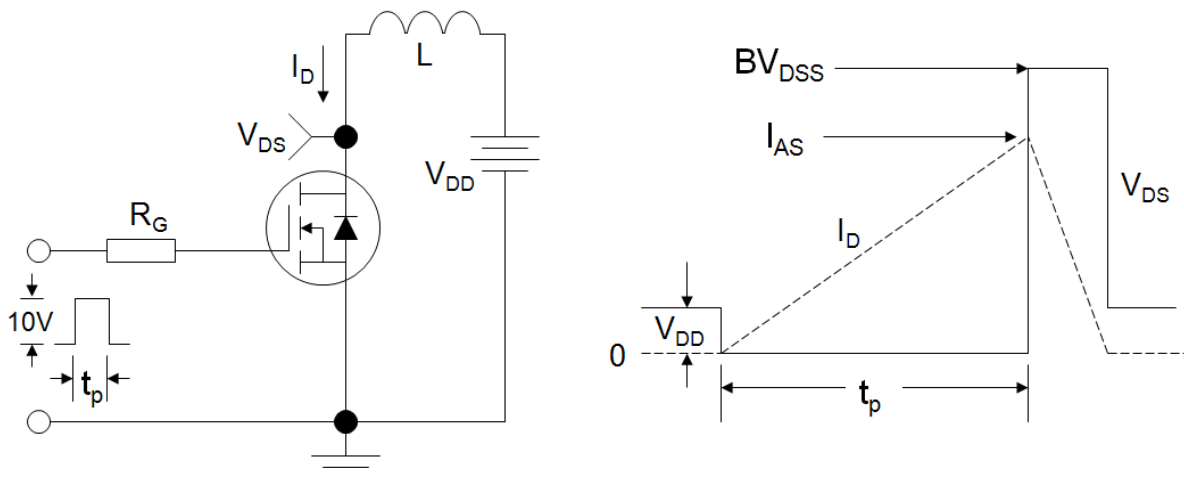 L
I_D
V_DS
V_DD
R_G
10V
t_p
BV_DSS
I_AS
V_DS
I_D
V_DD
0
t_p